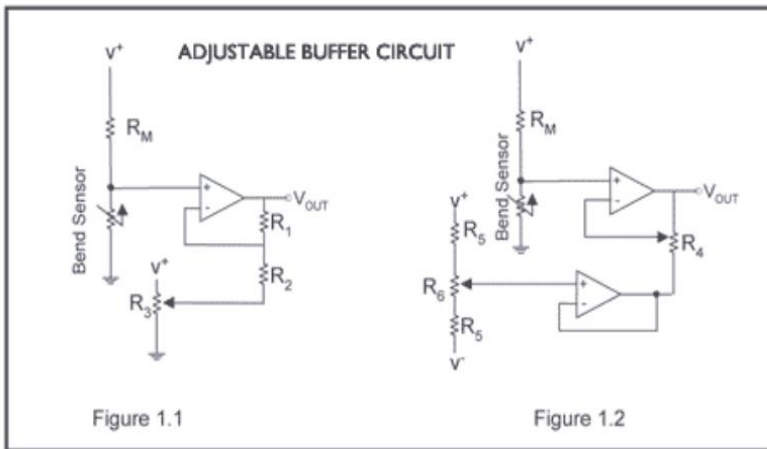 ADJUSTABLE BUFFER CIRCUIT
V+
RM
Bend Sensor
+
-
VOUT
R1
R2
V+
R3
Figure 1.1
V+
RM
Bend Sensor
+
-
VOUT
R4
V+
R5
R6
+
-
R5
V-
Figure 1.2